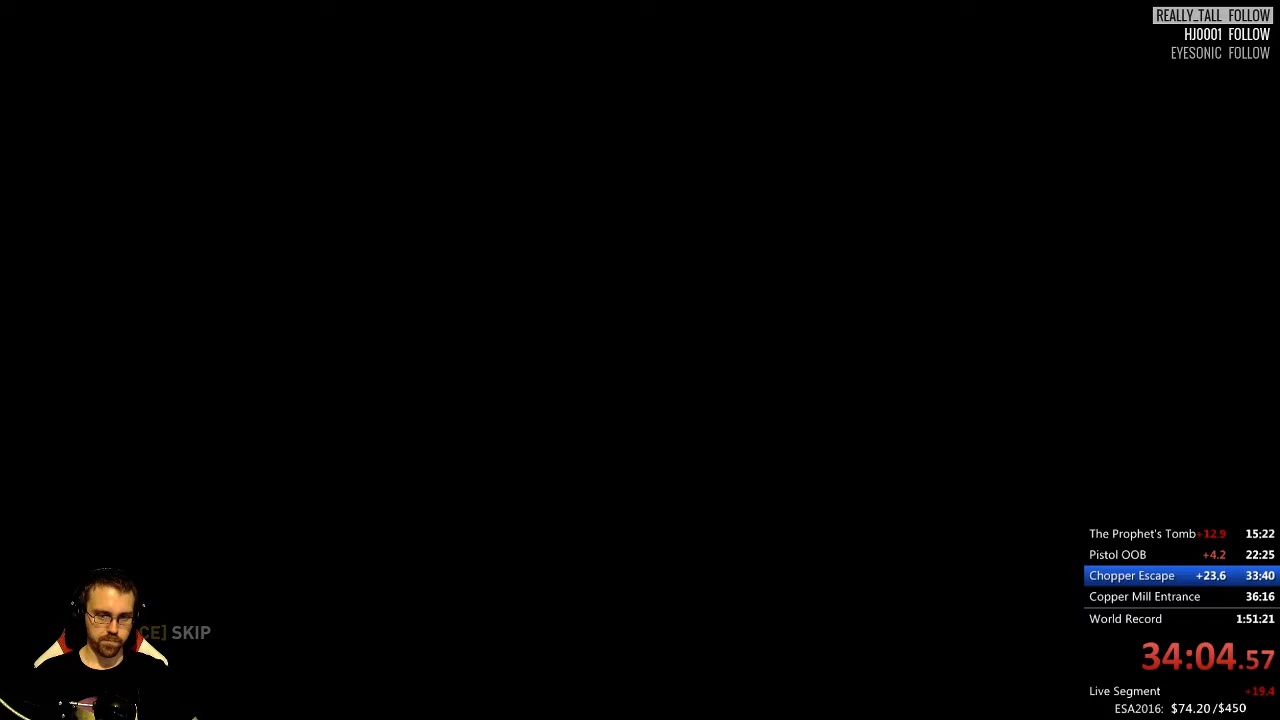 REALLY_TALL FOLLOW
HJ0001 FOLLOW
EYESONIC FOLLOW
The Prophet's Tomb +12.9 15:22
Pistol OOB +4.2 22:25
Chopper Escape +23.6 33:40
Copper Mill Entrance 36:16
World Record 1:51:21
CE] SKIP
34:04.57
Live Segment +19.4
ESA2016: $74.20/$450